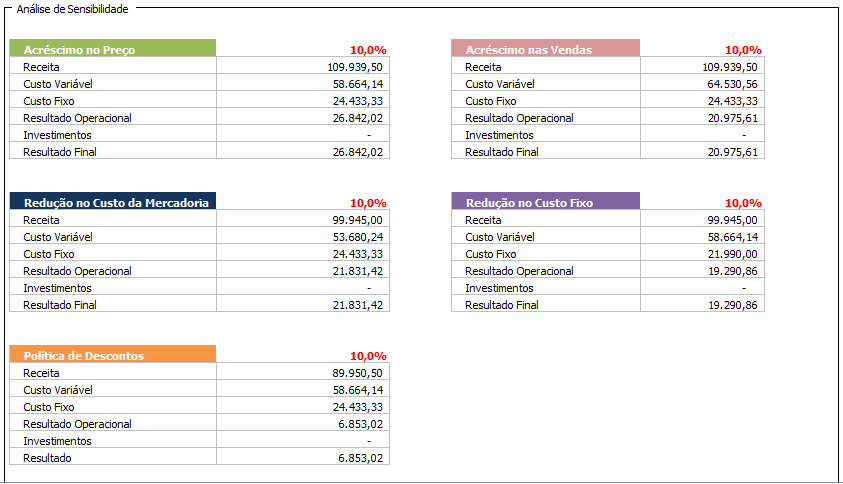 Análise de Sensibilidade
Acréscimo no Preço 10,0%
Receita 109.939,50
Custo Variável 58.664,14
Custo Fixo 24.433,33
Resultado Operacional 26.842,02
Investimentos -
Resultado Final 26.842,02
Acréscimo nas Vendas 10,0%
Receita 109.939,50
Custo Variável 64.530,56
Custo Fixo 24.433,33
Resultado Operacional 20.975,61
Investimentos -
Resultado Final 20.975,61
Redução no Custo da Mercadoria 10,0%
Receita 99.945,00
Custo Variável 53.680,24
Custo Fixo 24.433,33
Resultado Operacional 21.831,42
Investimentos -
Resultado Final 21.831,42
Redução no Custo Fixo 10,0%
Receita 99.945,00
Custo Variável 58.664,14
Custo Fixo 21.990,00
Resultado Operacional 19.290,86
Investimentos -
Resultado Final 19.290,86
Política de Descontos 10,0%
Receita 89.950,50
Custo Variável 58.664,14
Custo Fixo 24.433,33
Resultado Operacional 6.853,02
Investimentos -
Resultado 6.853,02